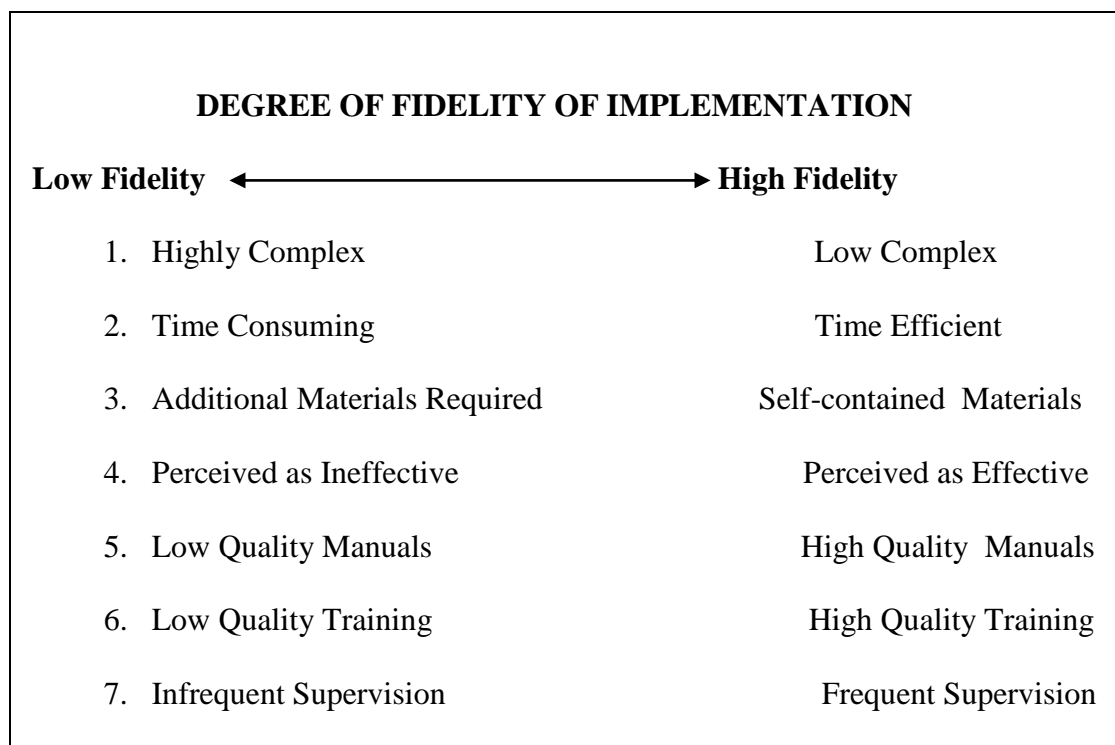 DEGREE OF FIDELITY OF IMPLEMENTATION
Low Fidelity High Fidelity
1. Highly Complex Low Complex
2. Time Consuming Time Efficient
3. Additional Materials Required Self-contained Materials
4. Perceived as Ineffective Perceived as Effective
5. Low Quality Manuals High Quality Manuals
6. Low Quality Training High Quality Training
7. Infrequent Supervision Frequent Supervision